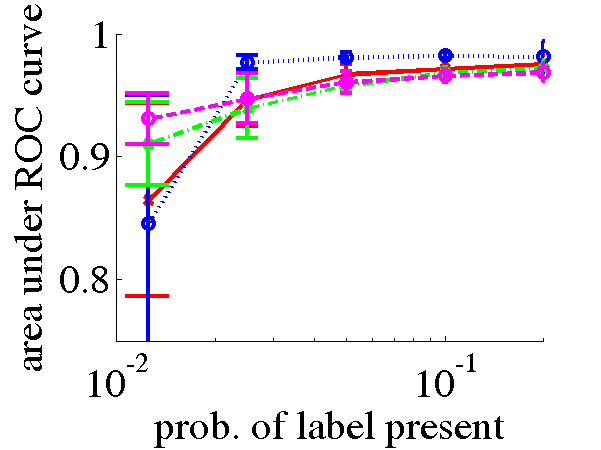 area under ROC curve
1
0.9
0.8
10^-2
10^-1
prob. of label present